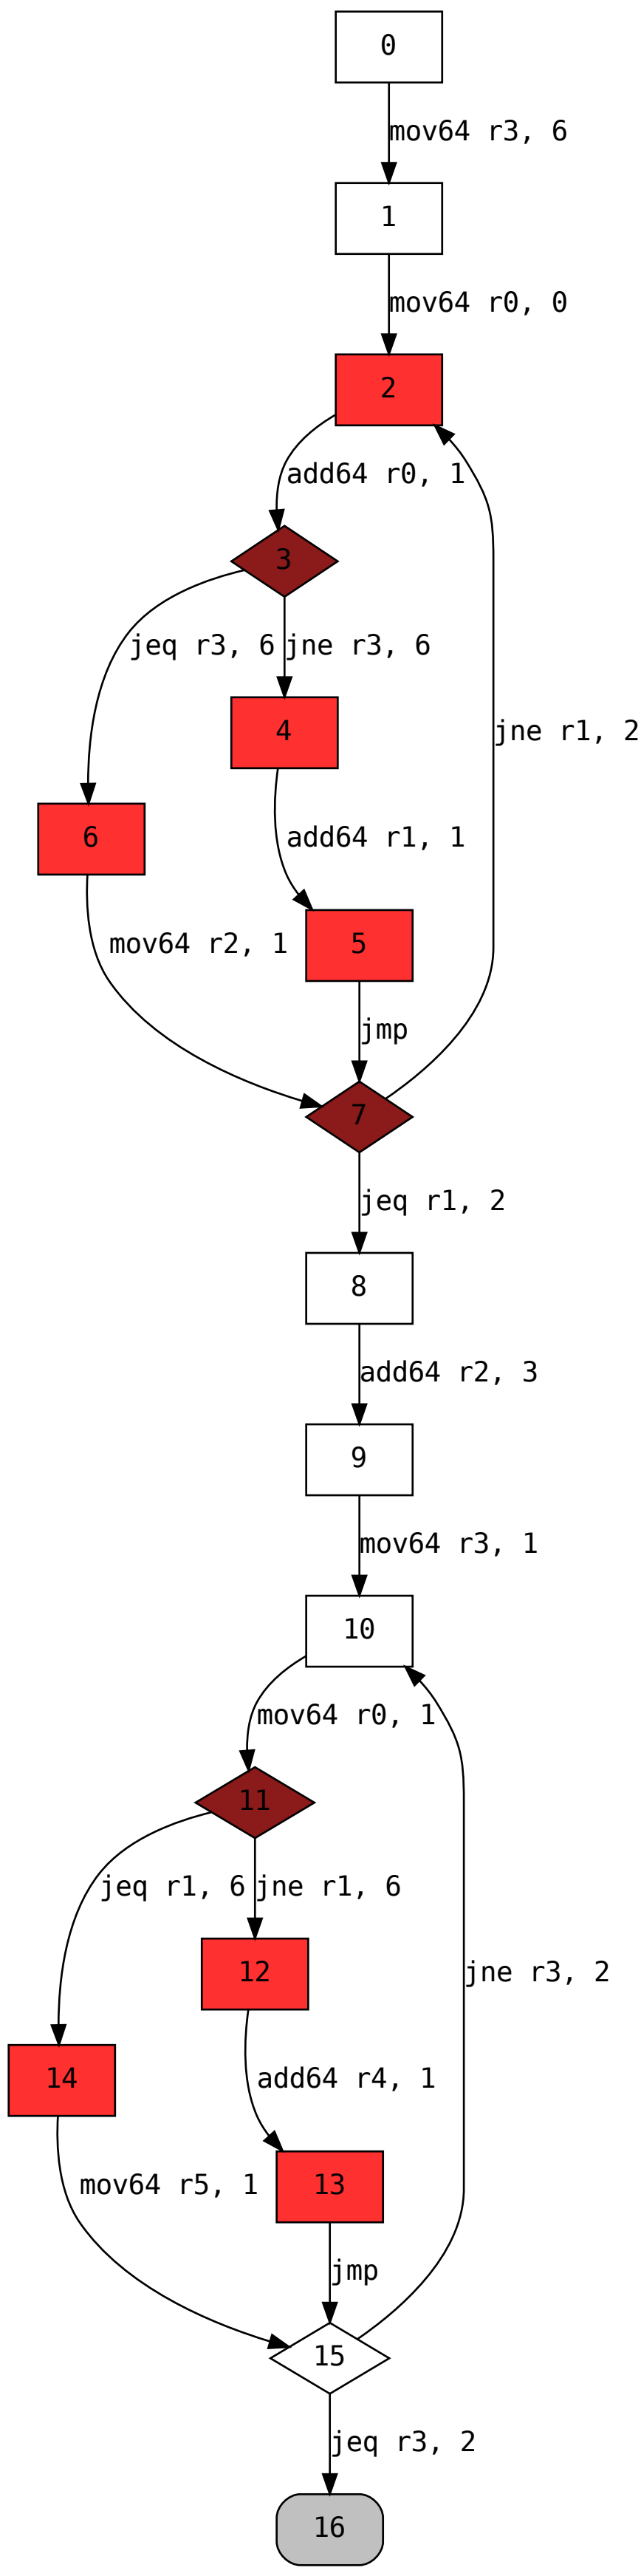 0
mov64 r3, 6
1
mov64 r0, 0
2
add64 r0, 1
3
jeq r3, 6
jne r3, 6
4
jne r1, 2
6
add64 r1, 1
mov64 r2, 1
5
jmp
7
jeq r1, 2
8
add64 r2, 3
9
mov64 r3, 1
10
mov64 r0, 1
11
jeq r1, 6
jne r1, 6
12
jne r3, 2
14
add64 r4, 1
mov64 r5, 1
13
jmp
15
jeq r3, 2
16